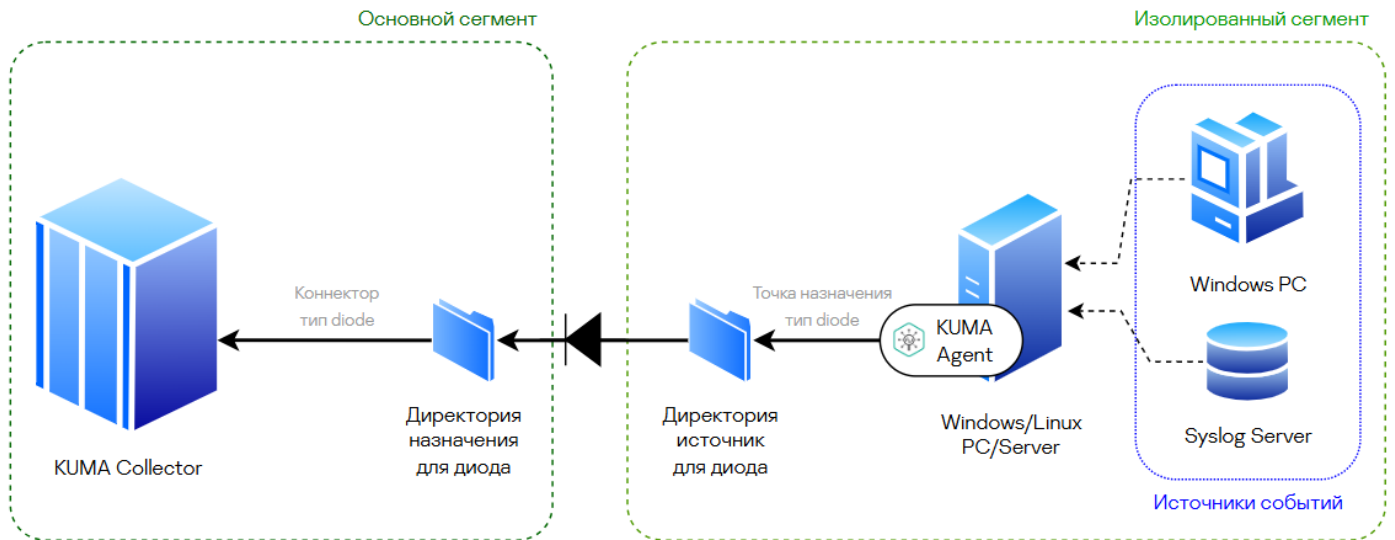 Основной сегмент
Изолированный сегмент
Коннектор
тип diode
Точка назначения
тип diode
KUMA
Agent
Windows PC
KUMA Collector
Директория
назначения
для диода
Директория
источник
для диода
Windows/Linux
PC/Server
Syslog Server
Источники событий